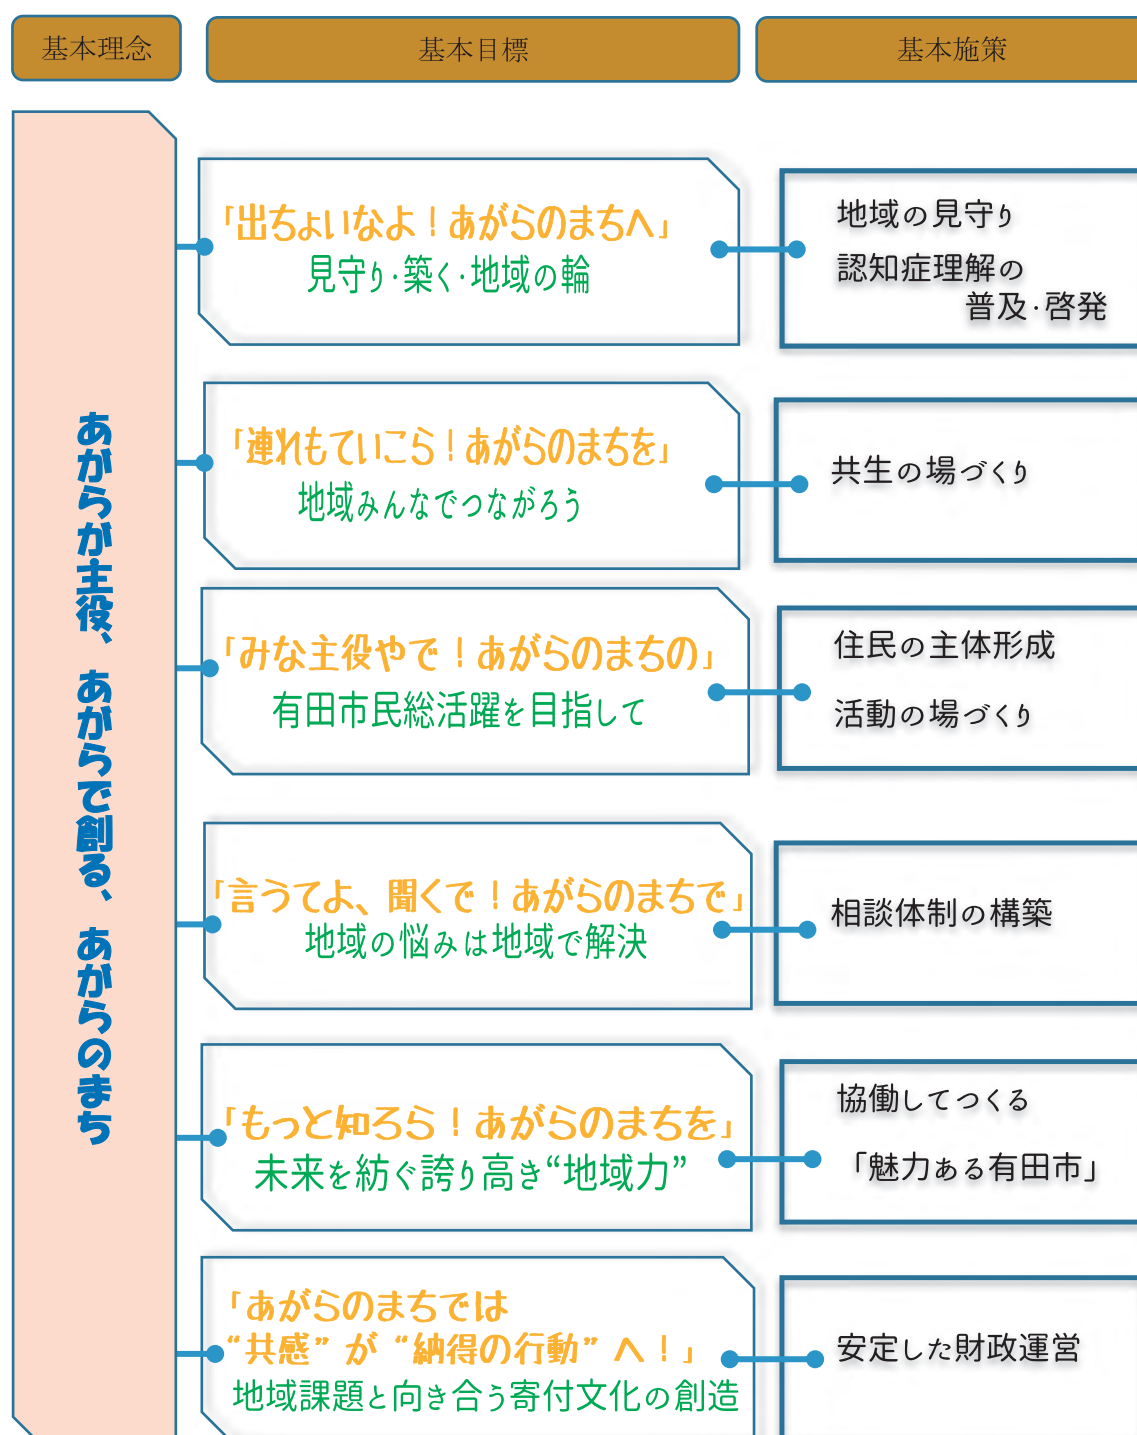 基本理念
基本目標
基本施策
あがらが主役、あがらで創る、あがらのまち
「出ちょいなよ！あがらのまちへ」
見守り・築く・地域の輪
地域の見守り
認知症理解の
普及・啓発
「連れもていこら！あがらのまちを」
地域みんなでつながろう
共生の場づくり
「みな主役やで！あがらのまちの」
有田市民総活躍を目指して
住民の主体形成
活動の場づくり
「言うてよ、聞くで！あがらのまちで」
地域の悩みは地域で解決
相談体制の構築
「もっと知ろら！あがらのまちを」
未来を紡ぐ誇り高き“地域力”
協働してつくる
「魅力ある有田市」
「あがらのまちでは
“共感”が“納得の行動”へ！」
地域課題と向き合う寄付文化の創造
安定した財政運営